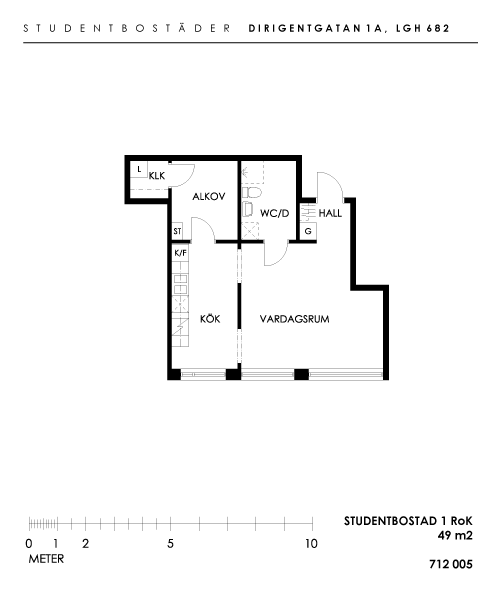 STUDENTBOSTÄDER DIRIGENTGATAN 1A, LGH 682
L
KLK
ALKOV
WC/D
HALL
ST
G
K/F
KÖK
VARDAGSRUM
0 1 2 5 10
METER
STUDENTBOSTAD 1 RoK
49 m2
712 005